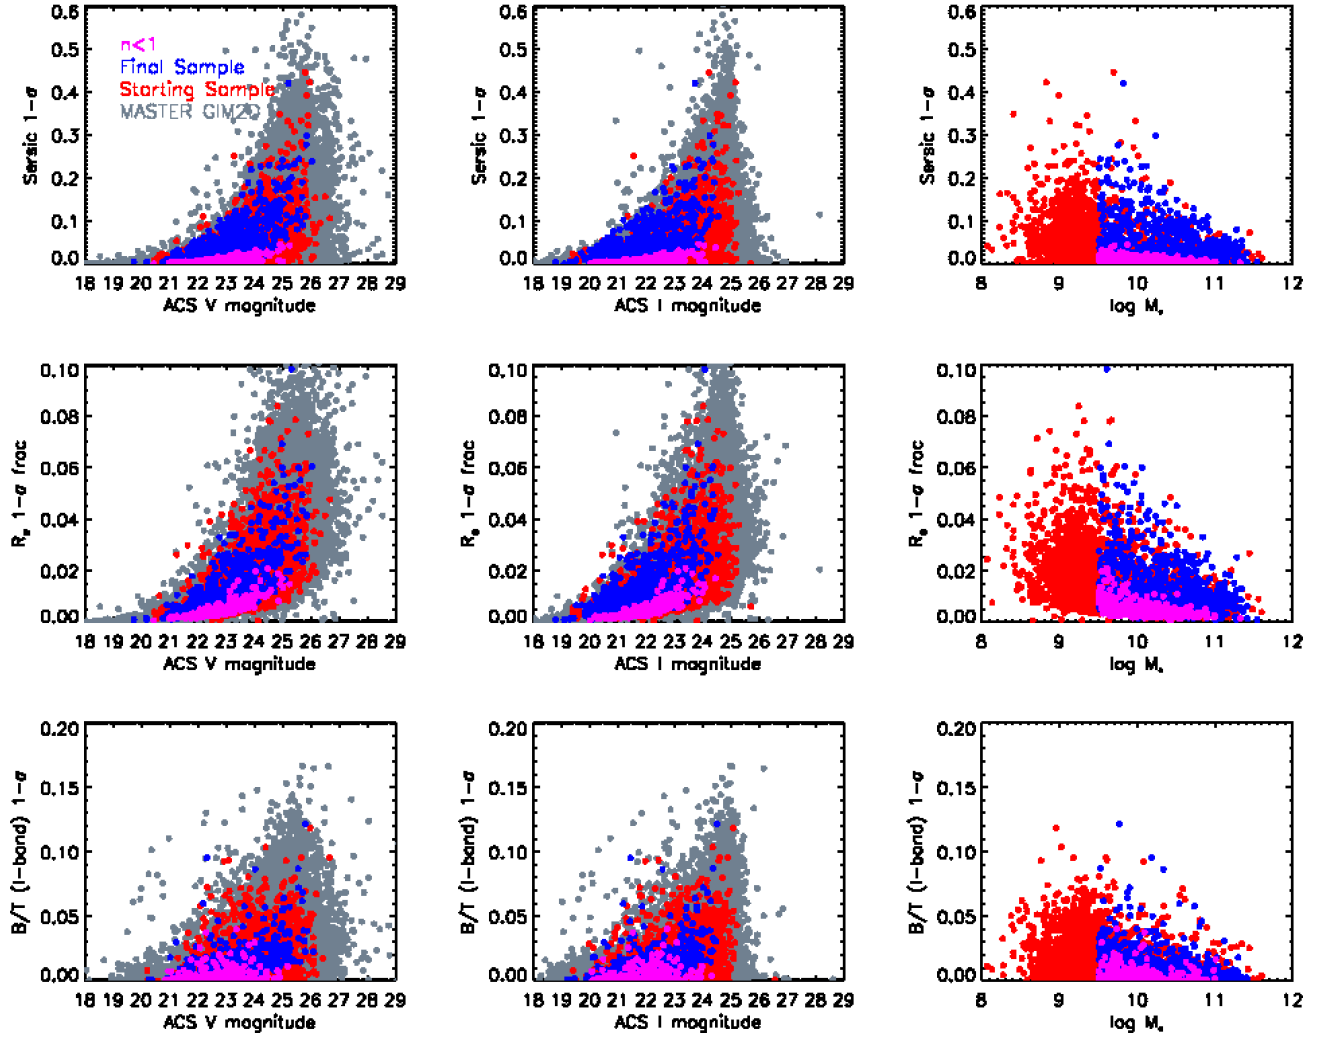 0.6 0.5 0.4 0.3 0.2 0.1 0.0
Sersic 1-σ
n<1
Final Sample
Starting Sample
MASTER GIM2D
18 19 20 21 22 23 24 25 26 27 28 29
ACS V magnitude
0.6 0.5 0.4 0.3 0.2 0.1 0.0
Sersic 1-σ
18 19 20 21 22 23 24 25 26 27 28 29
ACS I magnitude
0.6 0.5 0.4 0.3 0.2 0.1 0.0
Sersic 1-σ
8 9 10 11 12
log M*
0.10 0.08 0.06 0.04 0.02 0.00
Re 1-σ frac
18 19 20 21 22 23 24 25 26 27 28 29
ACS V magnitude
0.10 0.08 0.06 0.04 0.02 0.00
Re 1-σ frac
18 19 20 21 22 23 24 25 26 27 28 29
ACS I magnitude
0.10 0.08 0.06 0.04 0.02 0.00
Re 1-σ frac
8 9 10 11 12
log M*
0.20 0.15 0.10 0.05 0.00
B/T (I-band) 1-σ
18 19 20 21 22 23 24 25 26 27 28 29
ACS V magnitude
0.20 0.15 0.10 0.05 0.00
B/T (I-band) 1-σ
18 19 20 21 22 23 24 25 26 27 28 29
ACS I magnitude
0.20 0.15 0.10 0.05 0.00
B/T (I-band) 1-σ
8 9 10 11 12
log M*